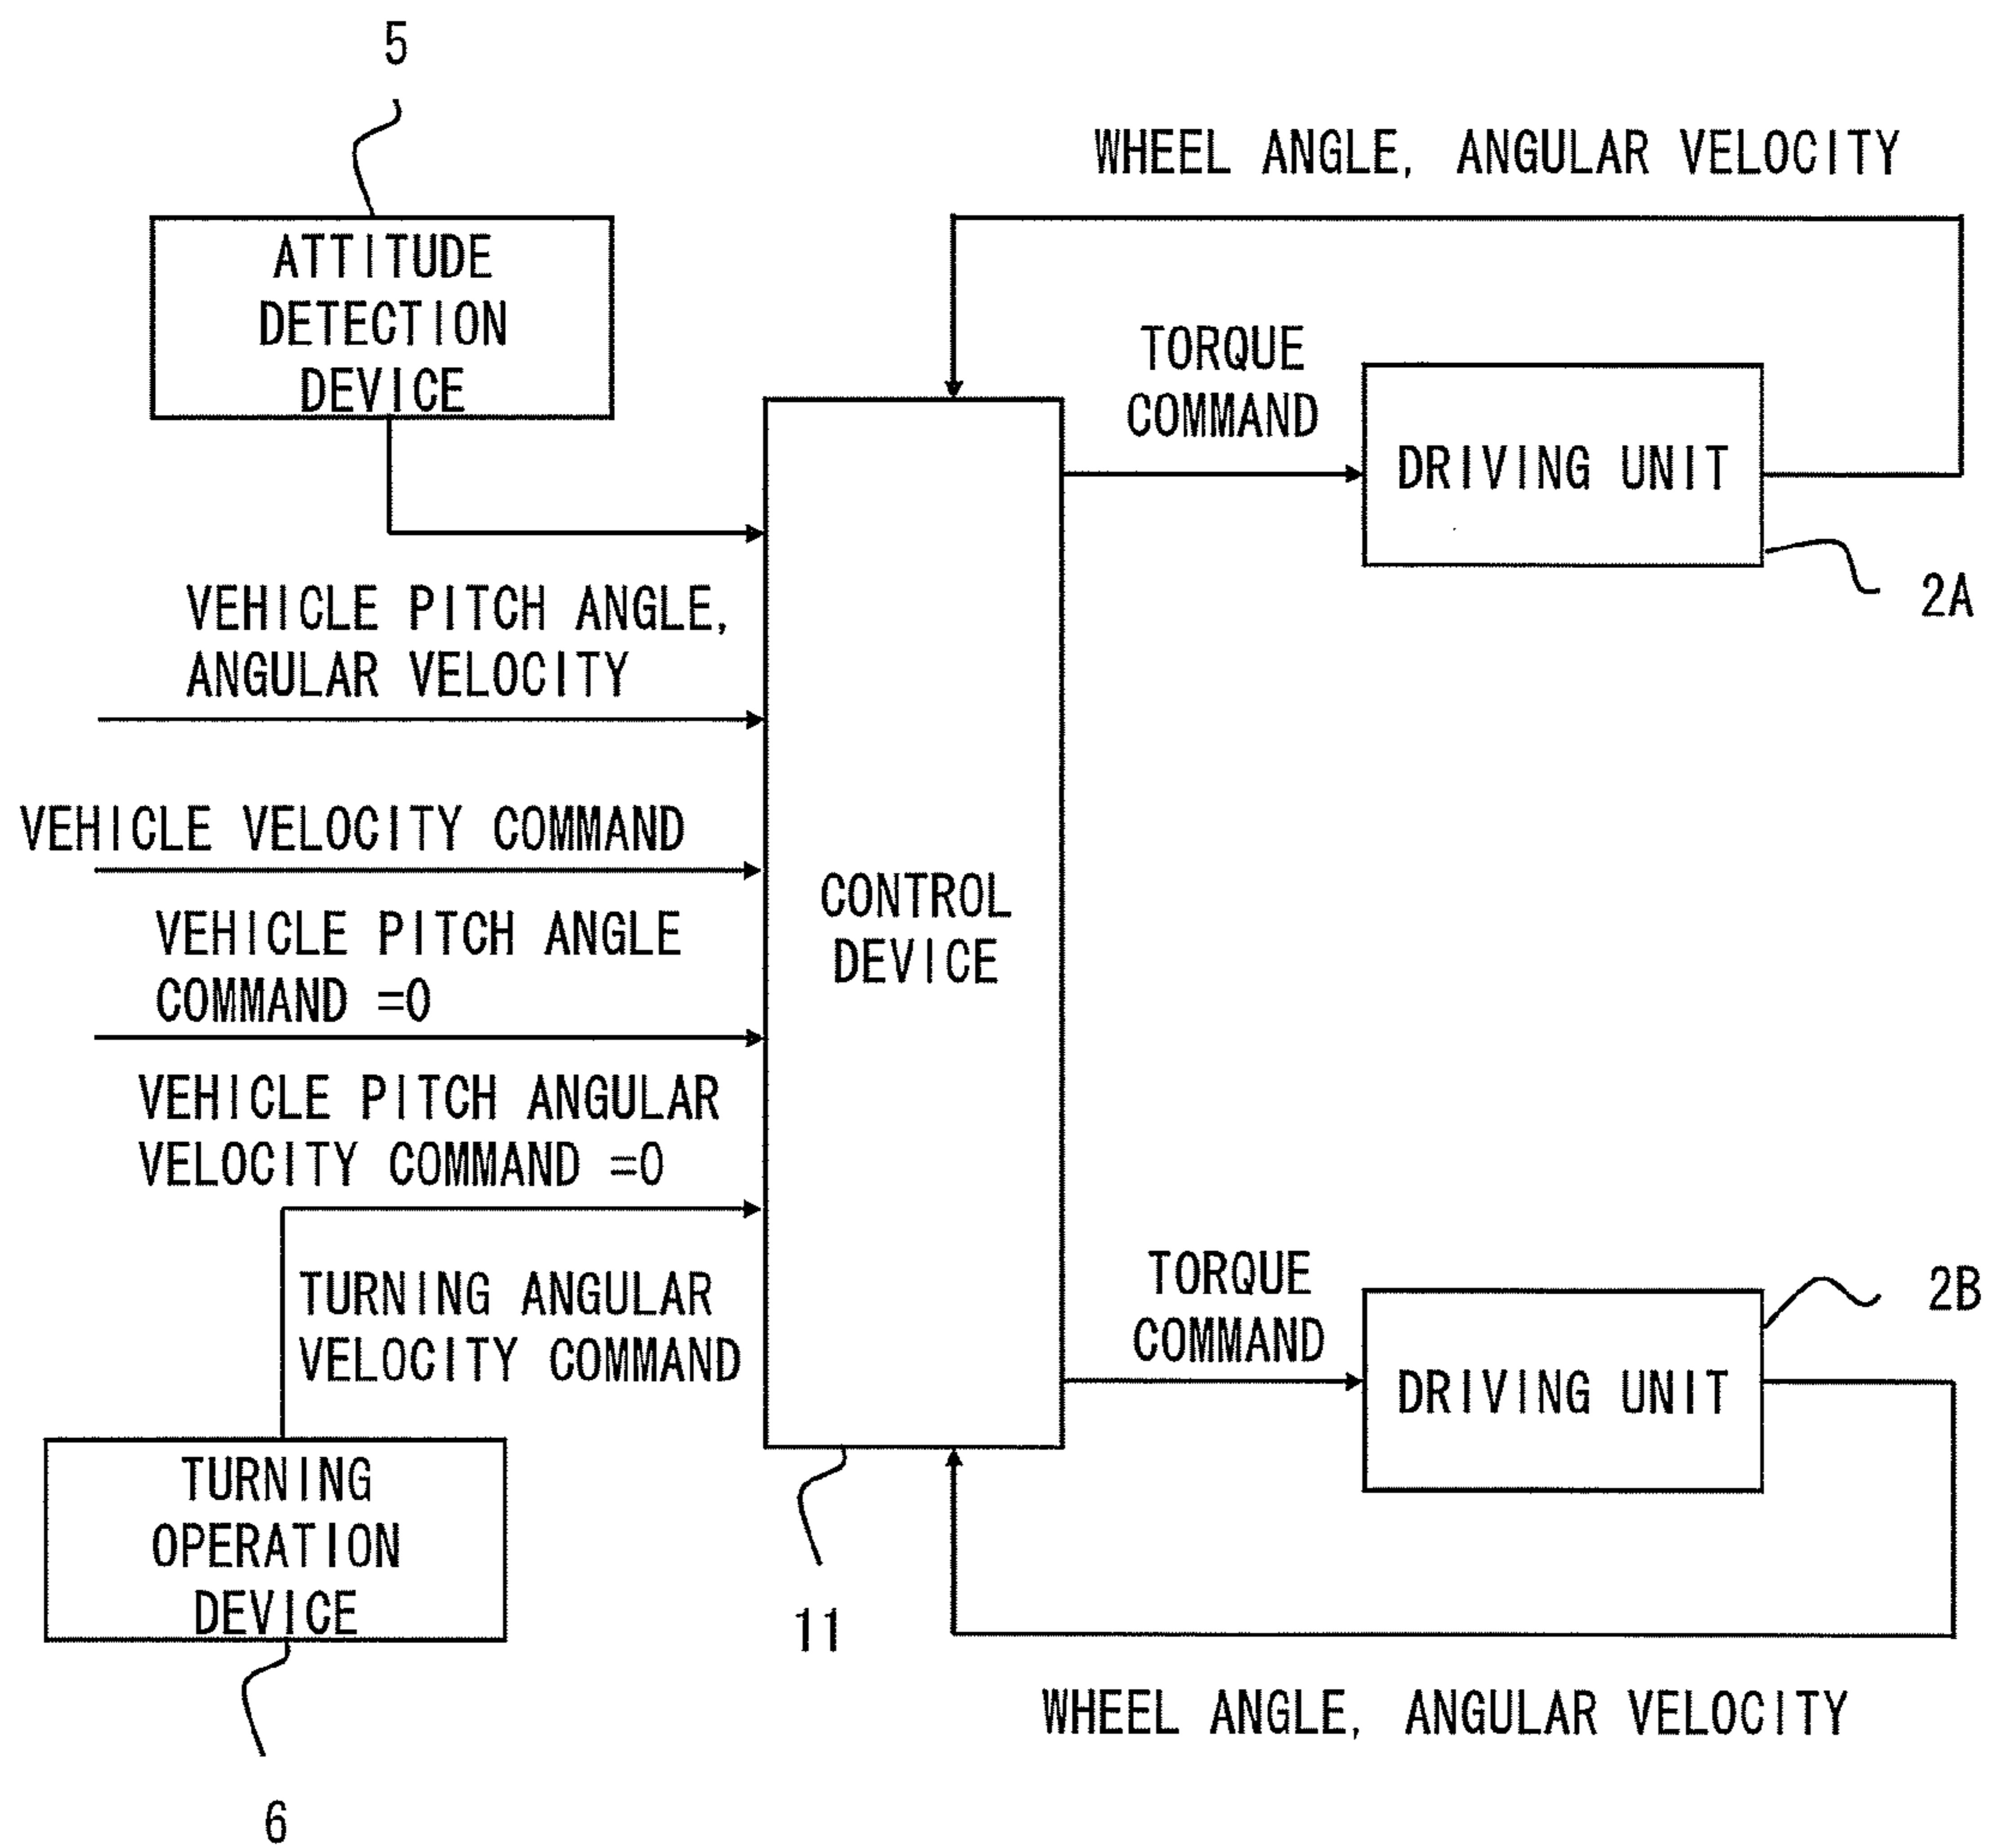 5
WHEEL ANGLE, ANGULAR VELOCITY
ATTITUDE
DETECTION
DEVICE
TORQUE
COMMAND
DRIVING UNIT
2A
VEHICLE PITCH ANGLE,
ANGULAR VELOCITY
VEHICLE VELOCITY COMMAND
CONTROL
DEVICE
VEHICLE PITCH ANGLE
COMMAND =0
VEHICLE PITCH ANGULAR
VELOCITY COMMAND =0
TURNING ANGULAR
VELOCITY COMMAND
TORQUE
COMMAND
DRIVING UNIT
2B
TURNING
OPERATION
DEVICE
11
WHEEL ANGLE, ANGULAR VELOCITY
6